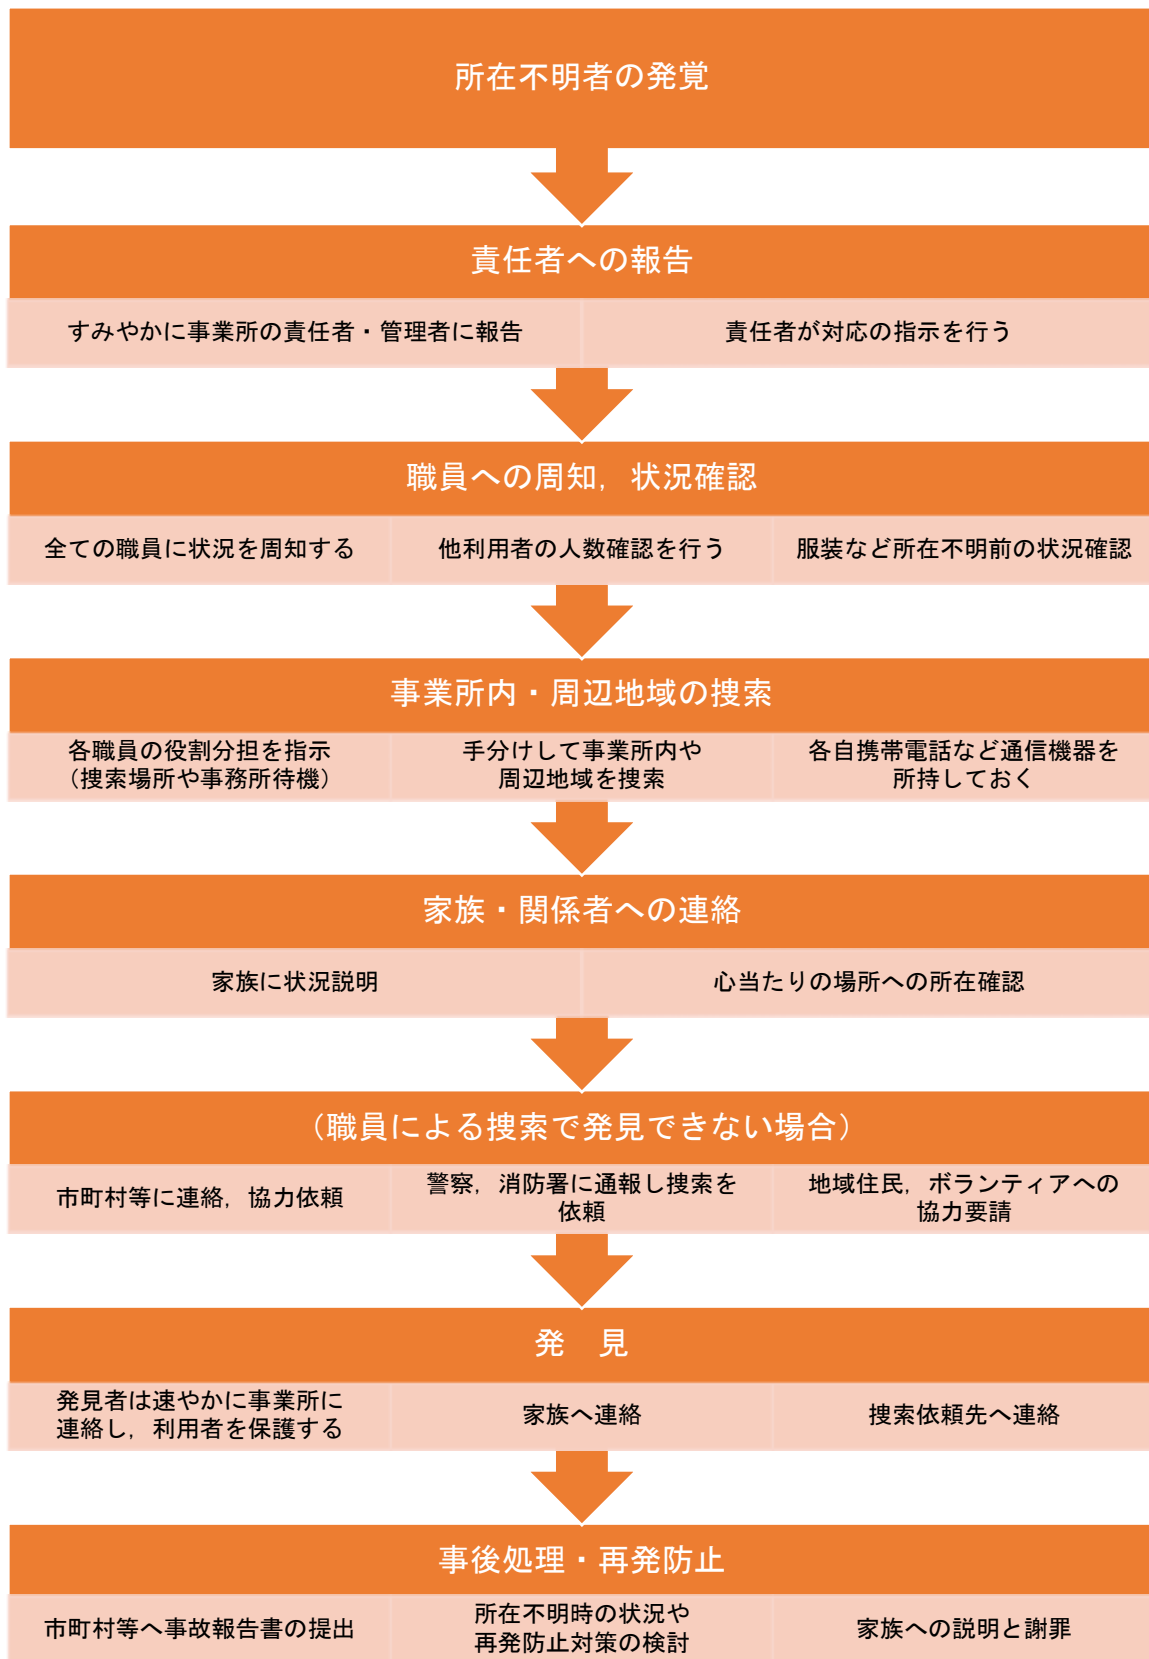 所在不明者の発覚
責任者への報告
すみやかに事業所の責任者・管理者に報告
責任者が対応の指示を行う
職員への周知，状況確認
全ての職員に状況を周知する
他利用者の人数確認を行う
服装など所在不明前の状況確認
事業所内・周辺地域の捜索
各職員の役割分担を指示
（捜索場所や事務所待機）
手分けして事業所内や
周辺地域を捜索
各自携帯電話など通信機器を
所持しておく
家族・関係者への連絡
家族に状況説明
心当たりの場所への所在確認
（職員による捜索で発見できない場合）
市町村等に連絡，協力依頼
警察，消防署に通報し捜索を
依頼
地域住民，ボランティアへの
協力要請
発　見
発見者は速やかに事業所に
連絡し，利用者を保護する
家族へ連絡
捜索依頼先へ連絡
事後処理・再発防止
市町村等へ事故報告書の提出
所在不明時の状況や
再発防止対策の検討
家族への説明と謝罪